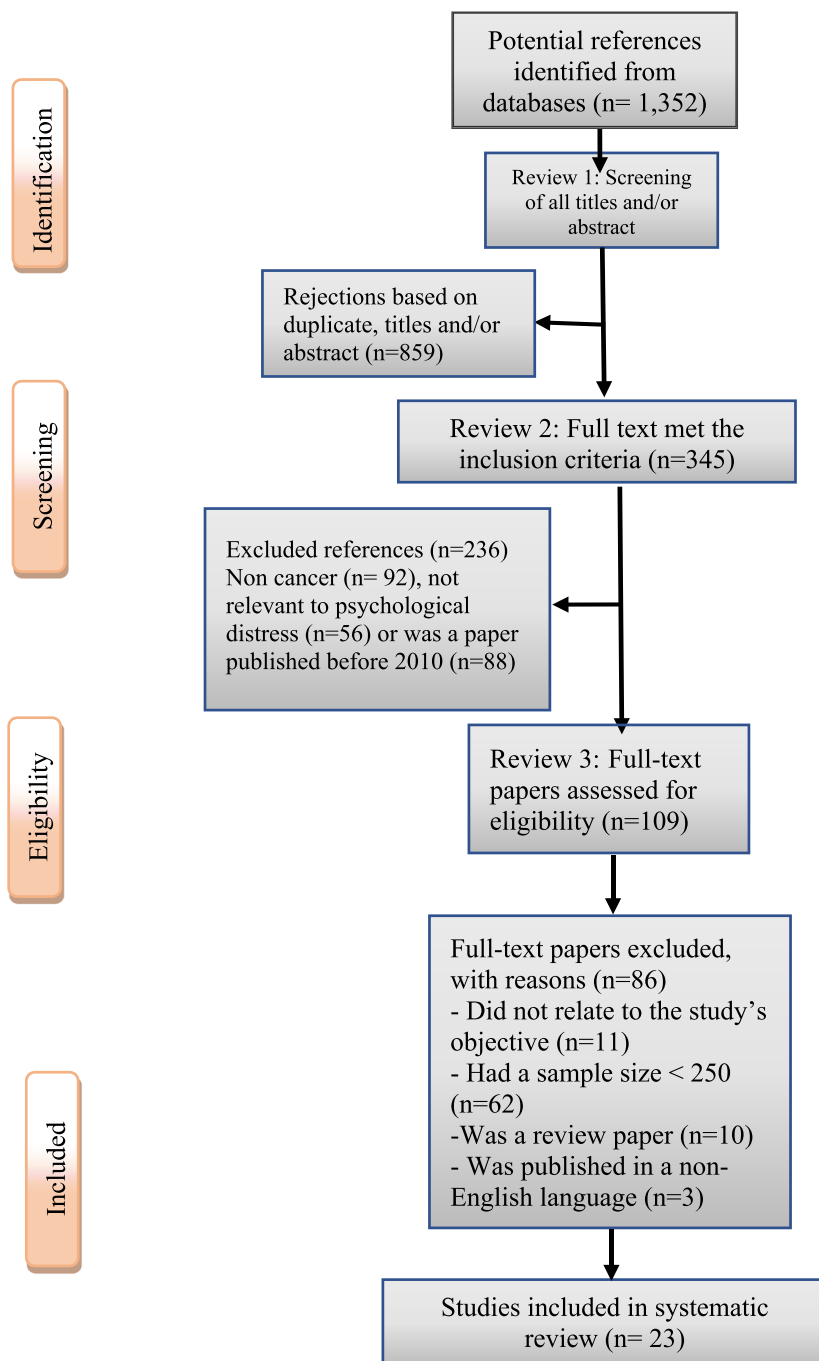 Potential references
identified from
databases (n= 1,352)
Identification
Review 1: Screening
of all titles and/or
abstract
Rejections based on
duplicate, titles and/or
abstract (n=859)
Screening
Review 2: Full text met the
inclusion criteria (n=345)
Excluded references (n=236)
Non cancer (n= 92), not
relevant to psychological
distress (n=56) or was a paper
published before 2010 (n=88)
Eligibility
Review 3: Full-text
papers assessed for
eligibility (n=109)
Full-text papers excluded,
with reasons (n=86)
- Did not relate to the study’s
objective (n=11)
- Had a sample size < 250
(n=62)
-Was a review paper (n=10)
- Was published in a non-
English language (n=3)
Included
Studies included in systematic
review (n= 23)